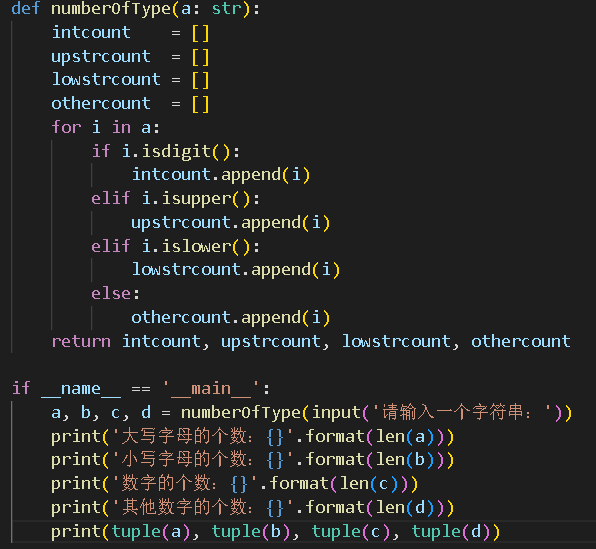 def numberOfType(a: str):
    intcount    = []
    upstrcount  = []
    lowstrcount = []
    othercount  = []
    for i in a:
        if i.isdigit():
            intcount.append(i)
        elif i.isupper():
            upstrcount.append(i)
        elif i.islower():
            lowstrcount.append(i)
        else:
            othercount.append(i)
    return intcount, upstrcount, lowstrcount, othercount

if __name__ == '__main__':
    a, b, c, d = numberOfType(input('请输入一个字符串：'))
    print('大写字母的个数：{}'.format(len(a)))
    print('小写字母的个数：{}'.format(len(b)))
    print('数字的个数：{}'.format(len(c)))
    print('其他数字的个数：{}'.format(len(d)))
    print(tuple(a), tuple(b), tuple(c), tuple(d))